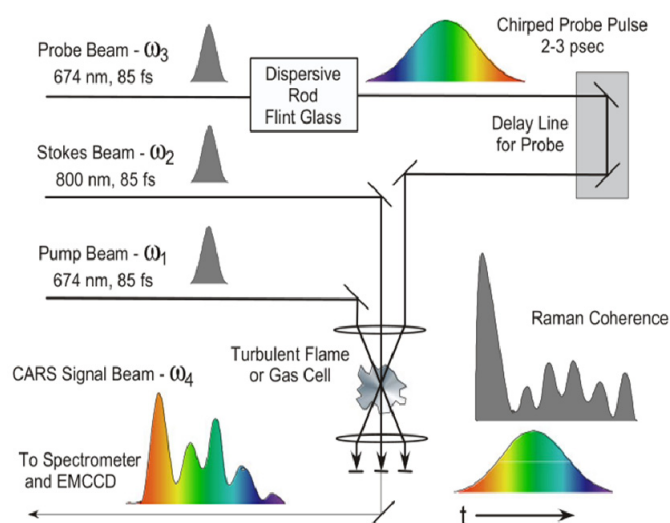 Probe Beam - ω3
674 nm, 85 fs
Dispersive
Rod
Flint Glass
Chirped Probe Pulse
2-3 psec
Delay Line
for Probe
Stokes Beam - ω2
800 nm, 85 fs
Pump Beam - ω1
674 nm, 85 fs
Turbulent Flame
or Gas Cell
Raman Coherence
CARS Signal Beam - ω4
To Spectrometer
and EMCCD
t